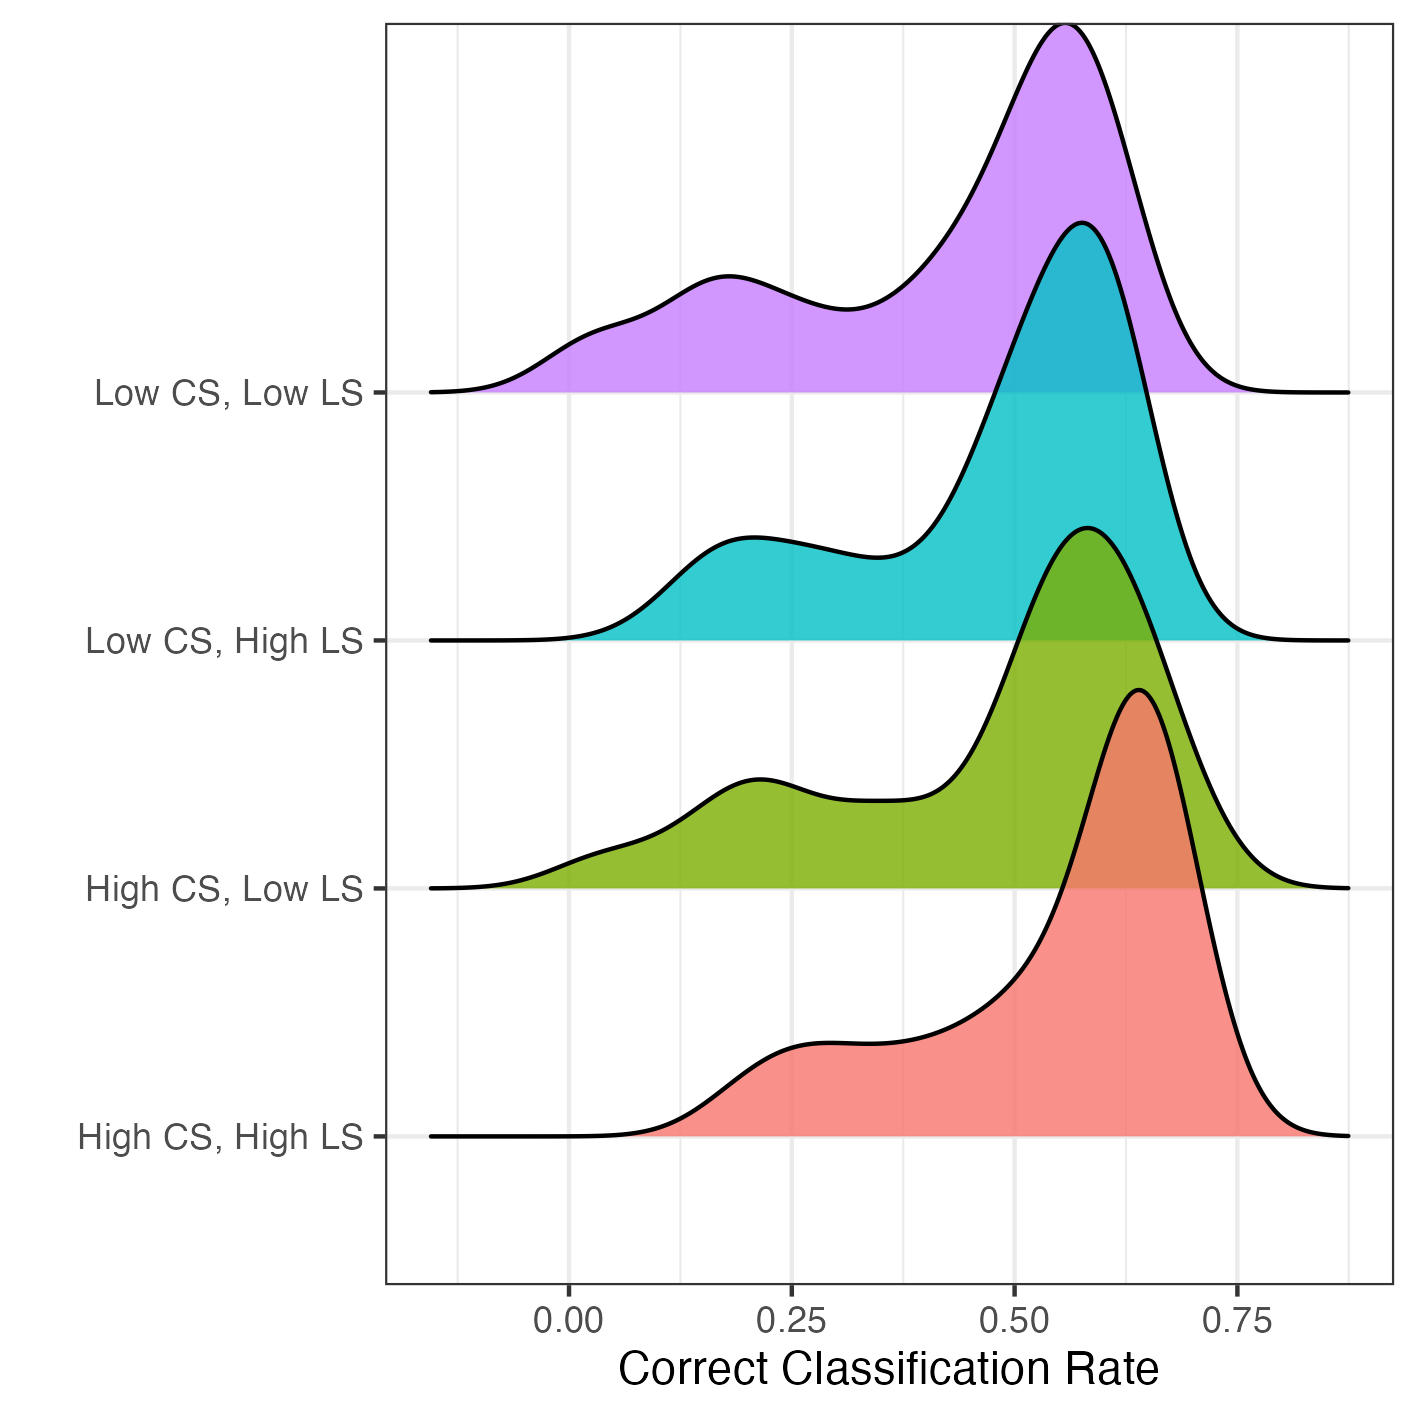 Low CS, Low LS
Low CS, High LS
High CS, Low LS
High CS, High LS
0.00 0.25 0.50 0.75
Correct Classification Rate